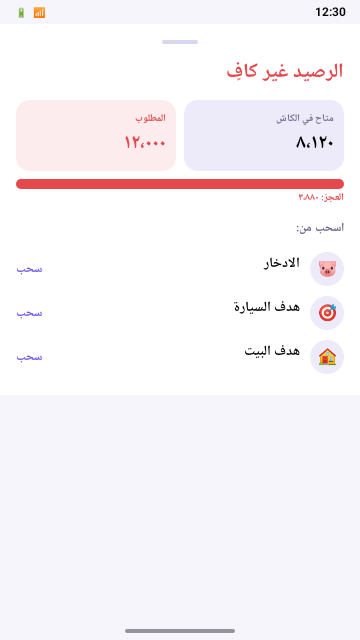 12:30
الرصيد غير كافٍ
متاح في الكاش
٨،١٢٠
المطلوب
١٢،٠٠٠
العجز: ٣،٨٨٠
اسحب من:
الادخار
سحب
هدف السيارة
سحب
هدف البيت
سحب